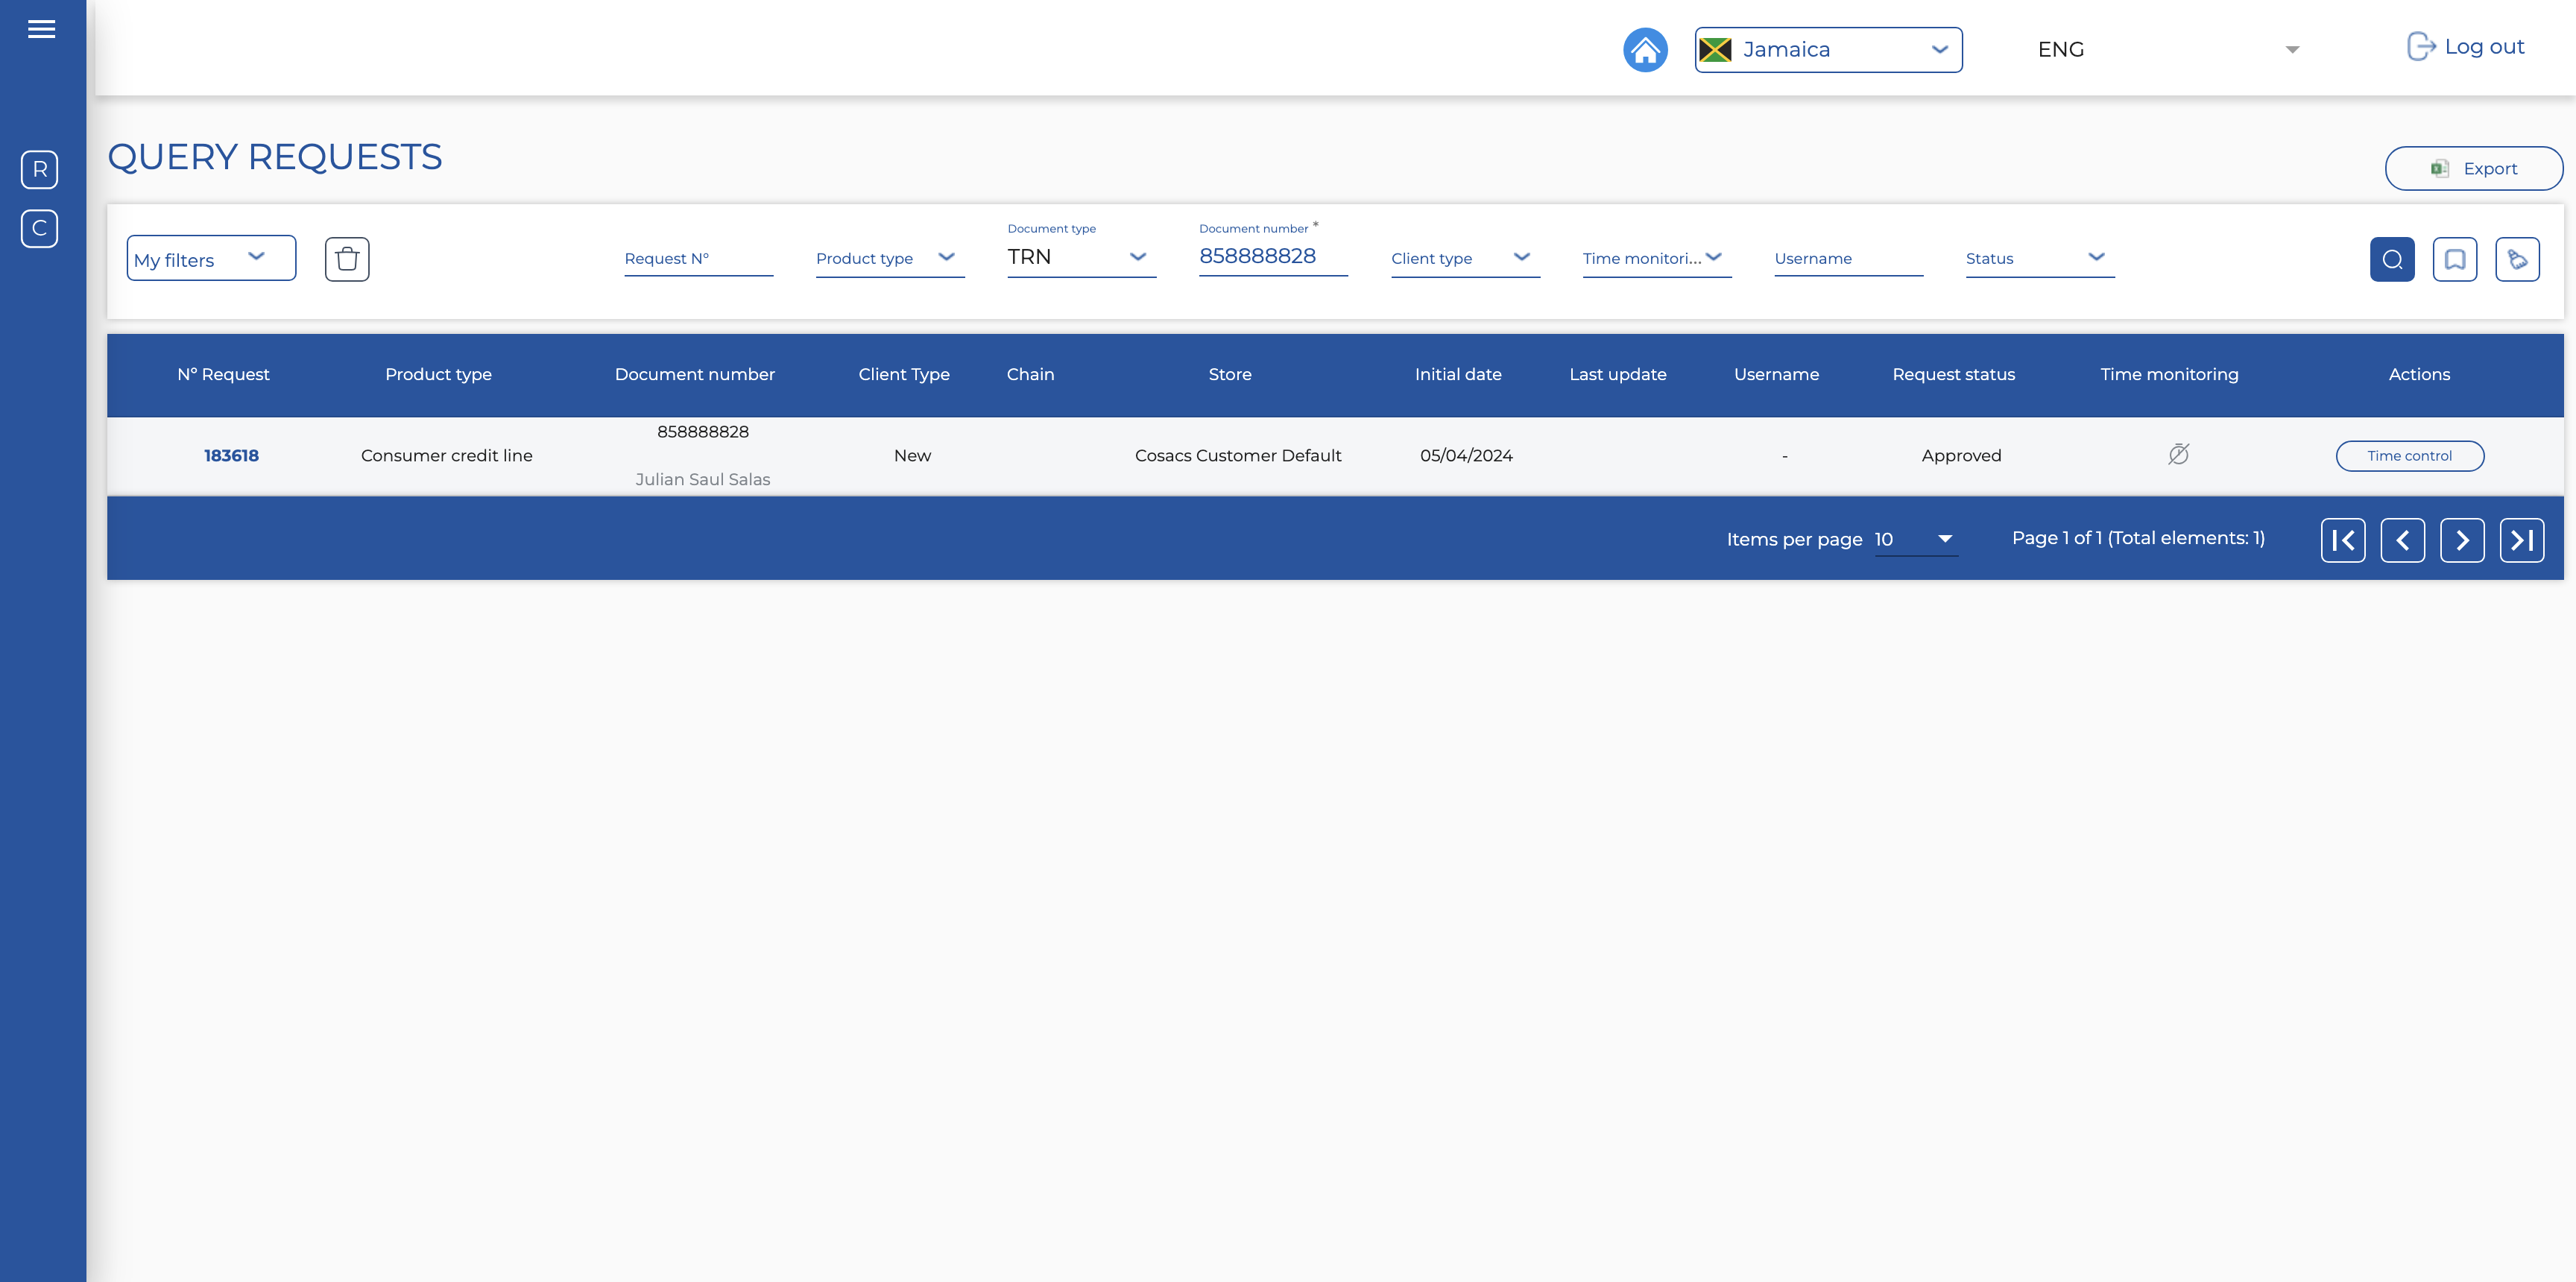 Jamaica
ENG
Log out
R
C
QUERY REQUESTS
Export
My filters
Request N°
Product type
Document type
TRN
Document number *
858888828
Client type
Time monitori...
Username
Status
N° Request Product type Document number Client Type Chain Store Initial date Last update Username Request status Time monitoring Actions
858888828
183618 Consumer credit line New Cosacs Customer Default 05/04/2024 - Approved Time control
Julian Saul Salas
Items per page 10 Page 1 of 1 (Total elements: 1)